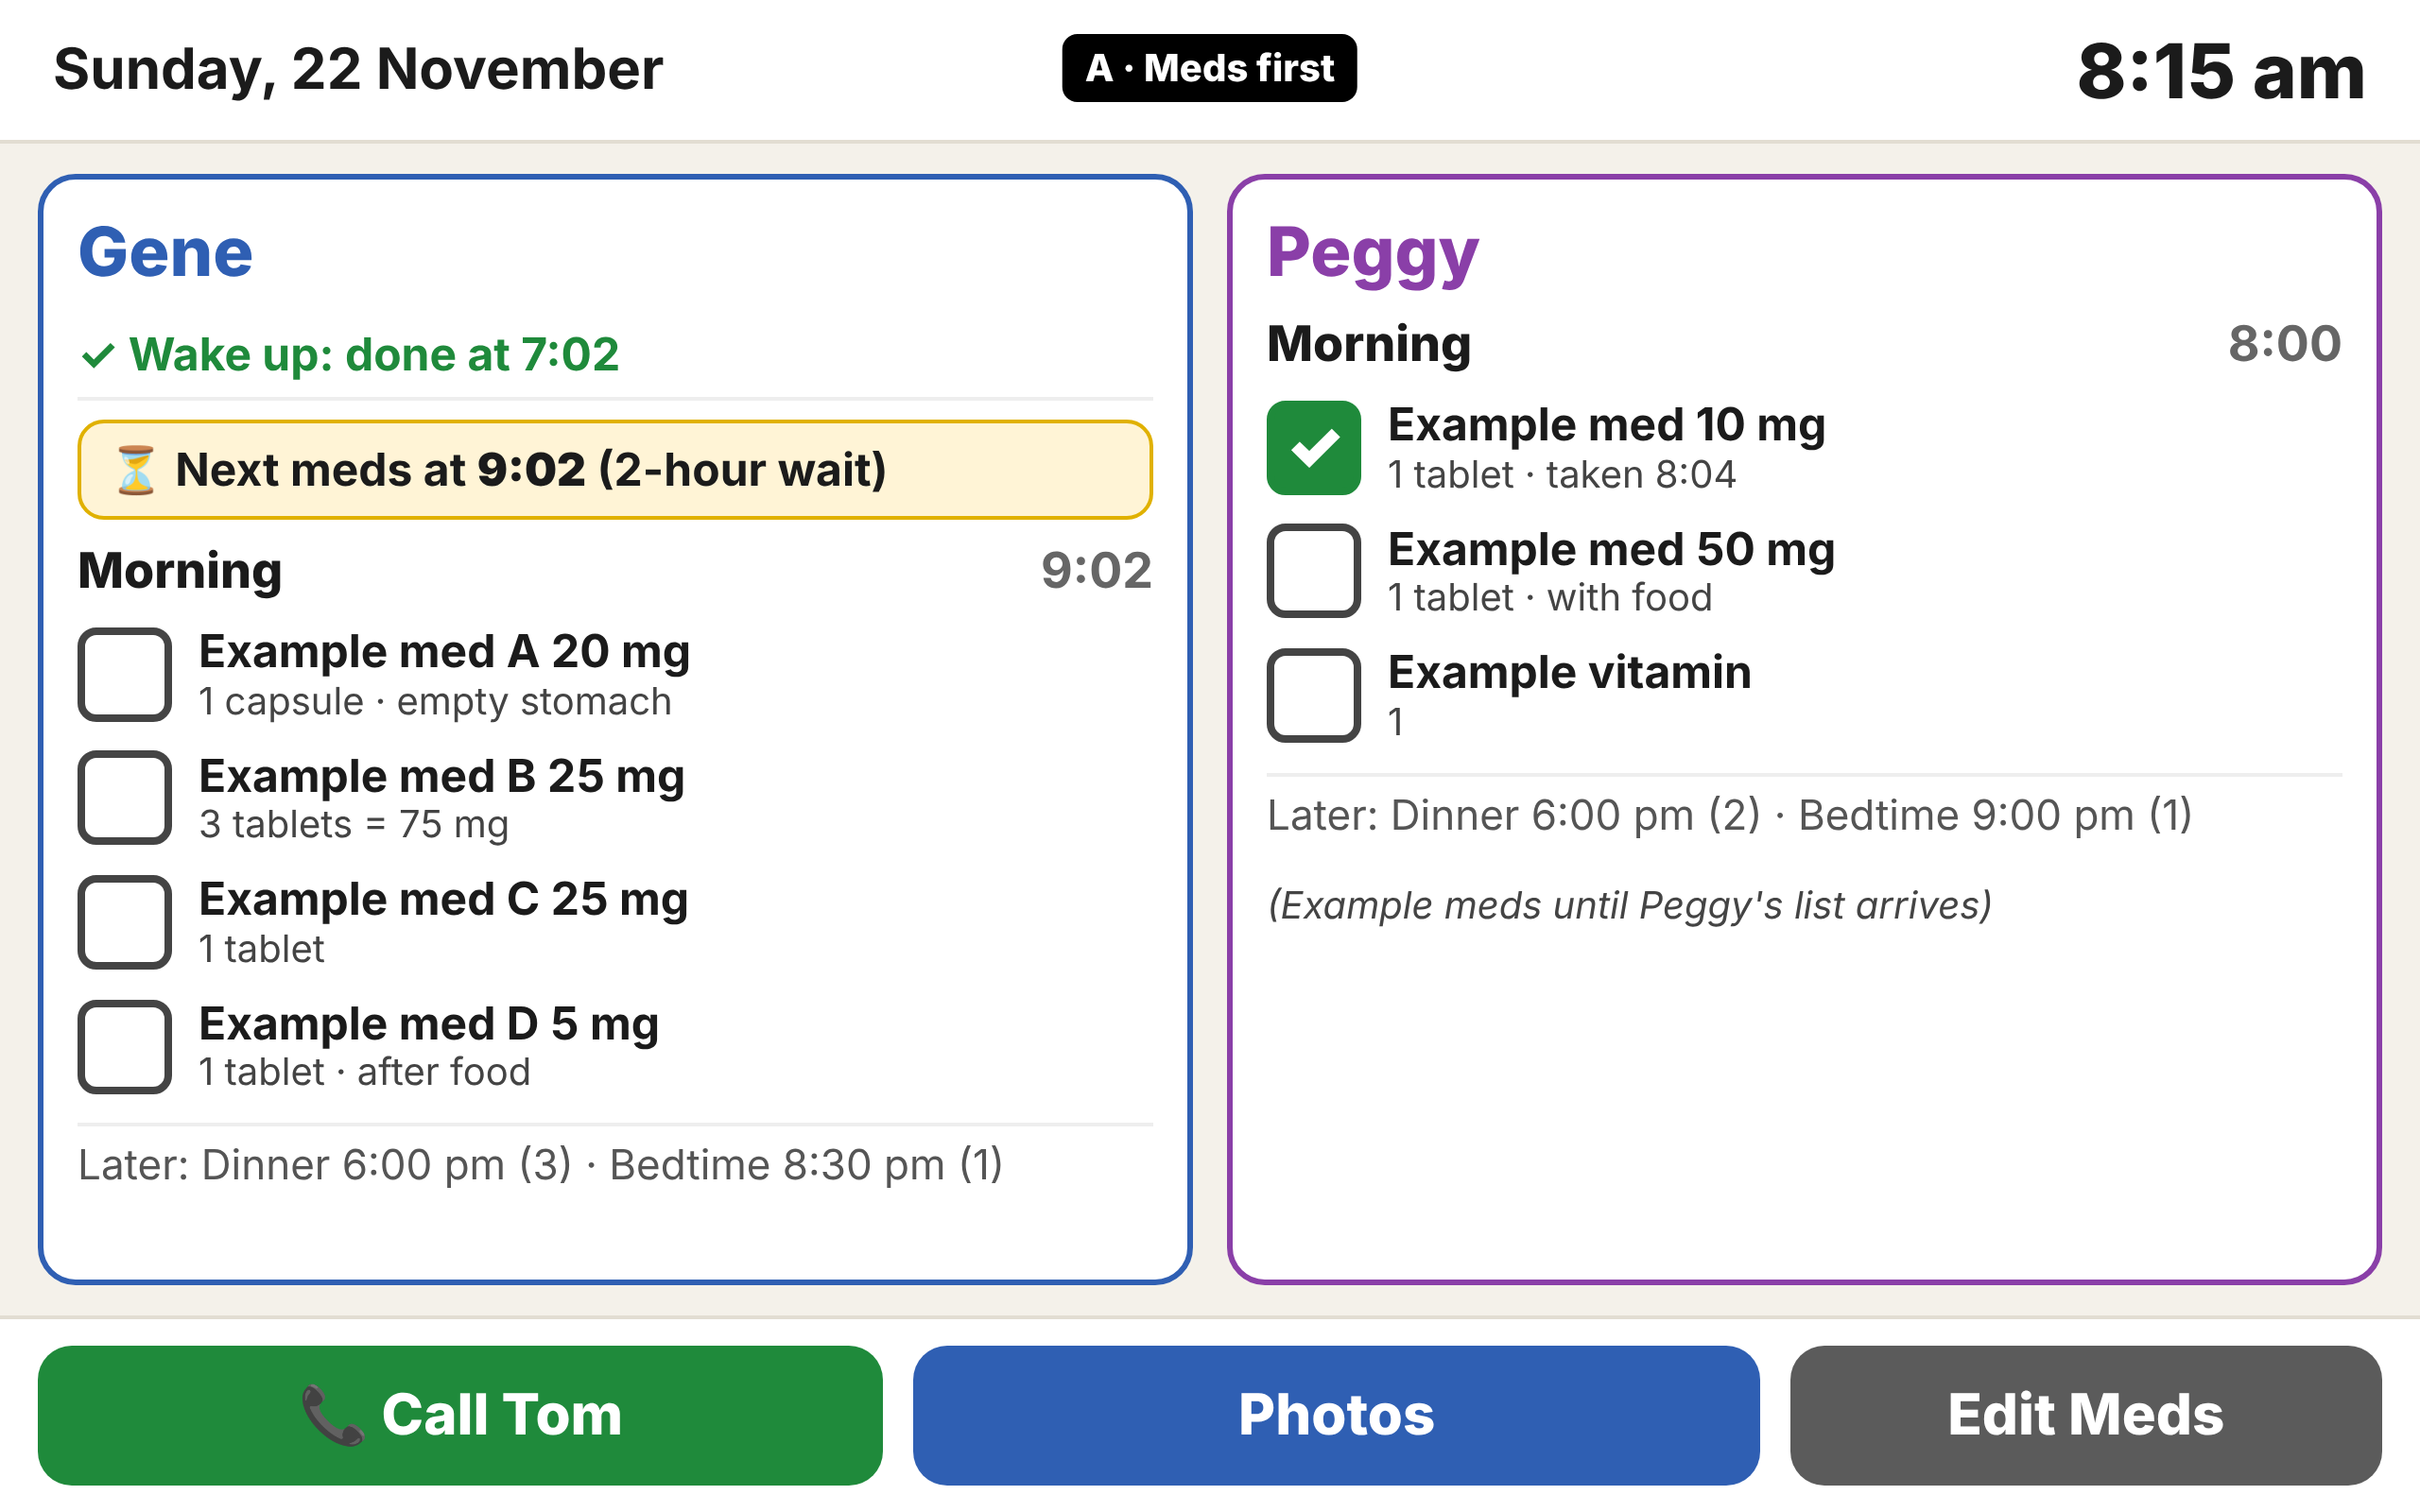 Sunday, 22 November
A · Meds first
8:15 am
Gene
✓ Wake up: done at 7:02
⏳ Next meds at 9:02 (2-hour wait)
Morning 9:02
Example med A 20 mg
1 capsule · empty stomach
Example med B 25 mg
3 tablets = 75 mg
Example med C 25 mg
1 tablet
Example med D 5 mg
1 tablet · after food
Later: Dinner 6:00 pm (3) · Bedtime 8:30 pm (1)
Peggy
Morning 8:00
Example med 10 mg
1 tablet · taken 8:04
Example med 50 mg
1 tablet · with food
Example vitamin
1
Later: Dinner 6:00 pm (2) · Bedtime 9:00 pm (1)
(Example meds until Peggy's list arrives)
📞 Call Tom
Photos
Edit Meds